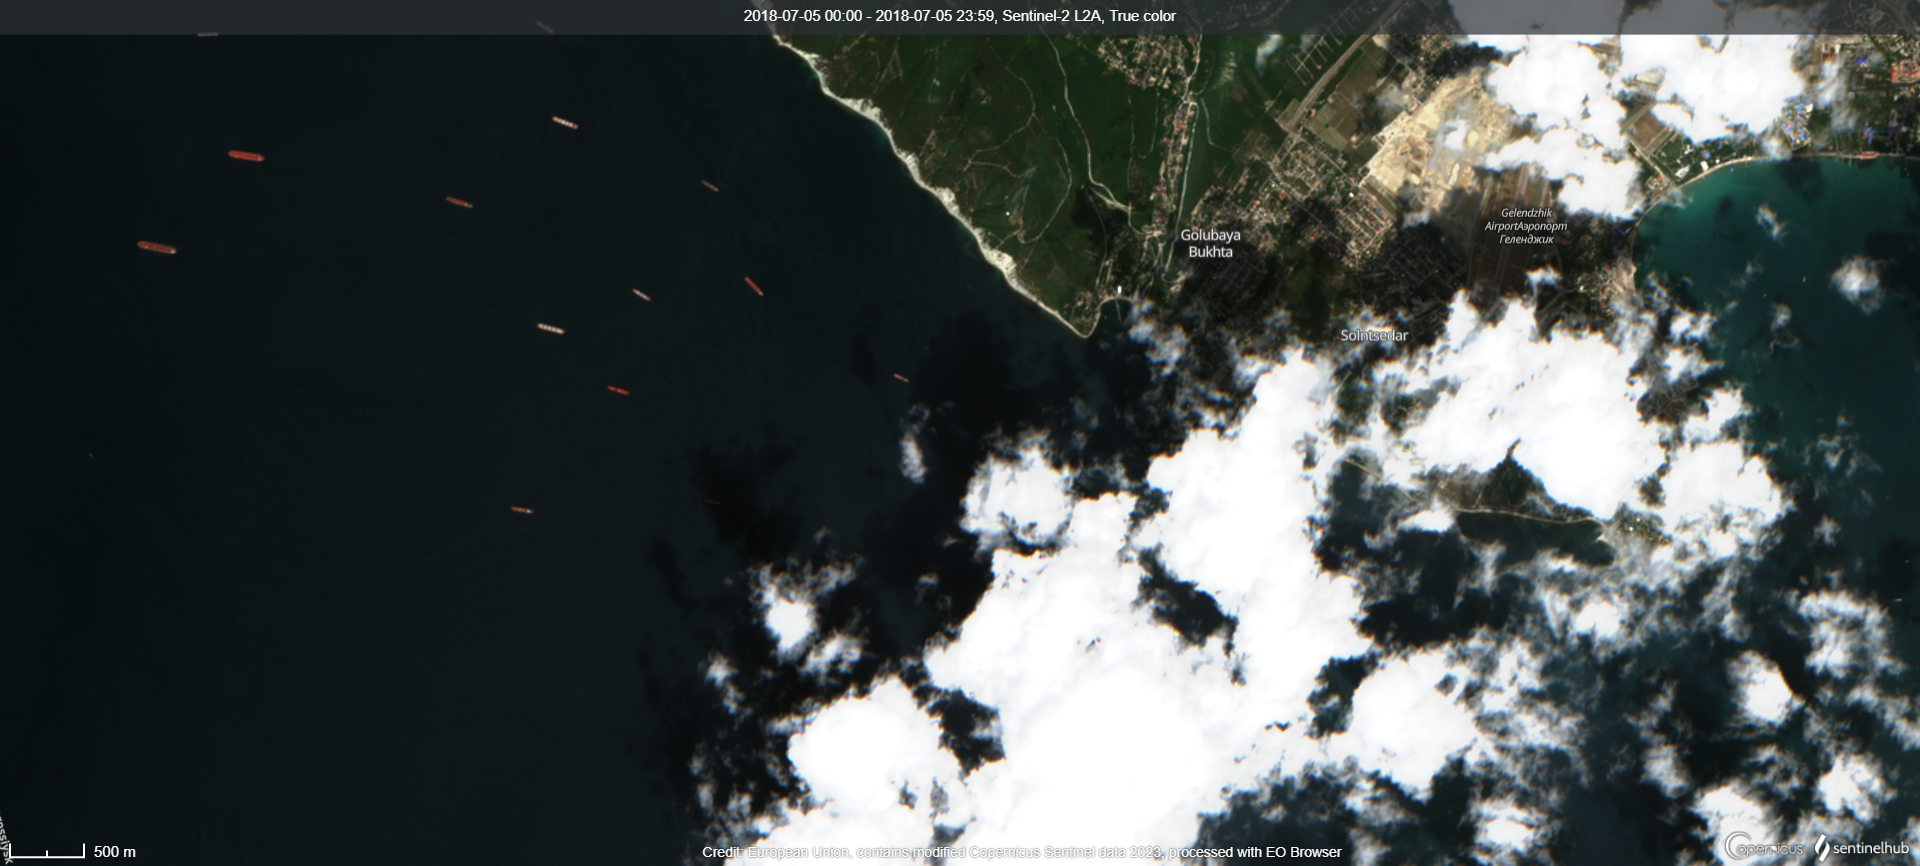 2018-07-05 00:00 - 2018-07-05 23:59, Sentinel-2 L2A, True color
Gelendzhik
AirportАэропорт
Геленджик
Golubaya
Bukhta
Solntsedar
500 m
Credit: European Union, contains modified Copernicus Sentinel data 2023, processed with EO Browser
opernicus
sentinelhub